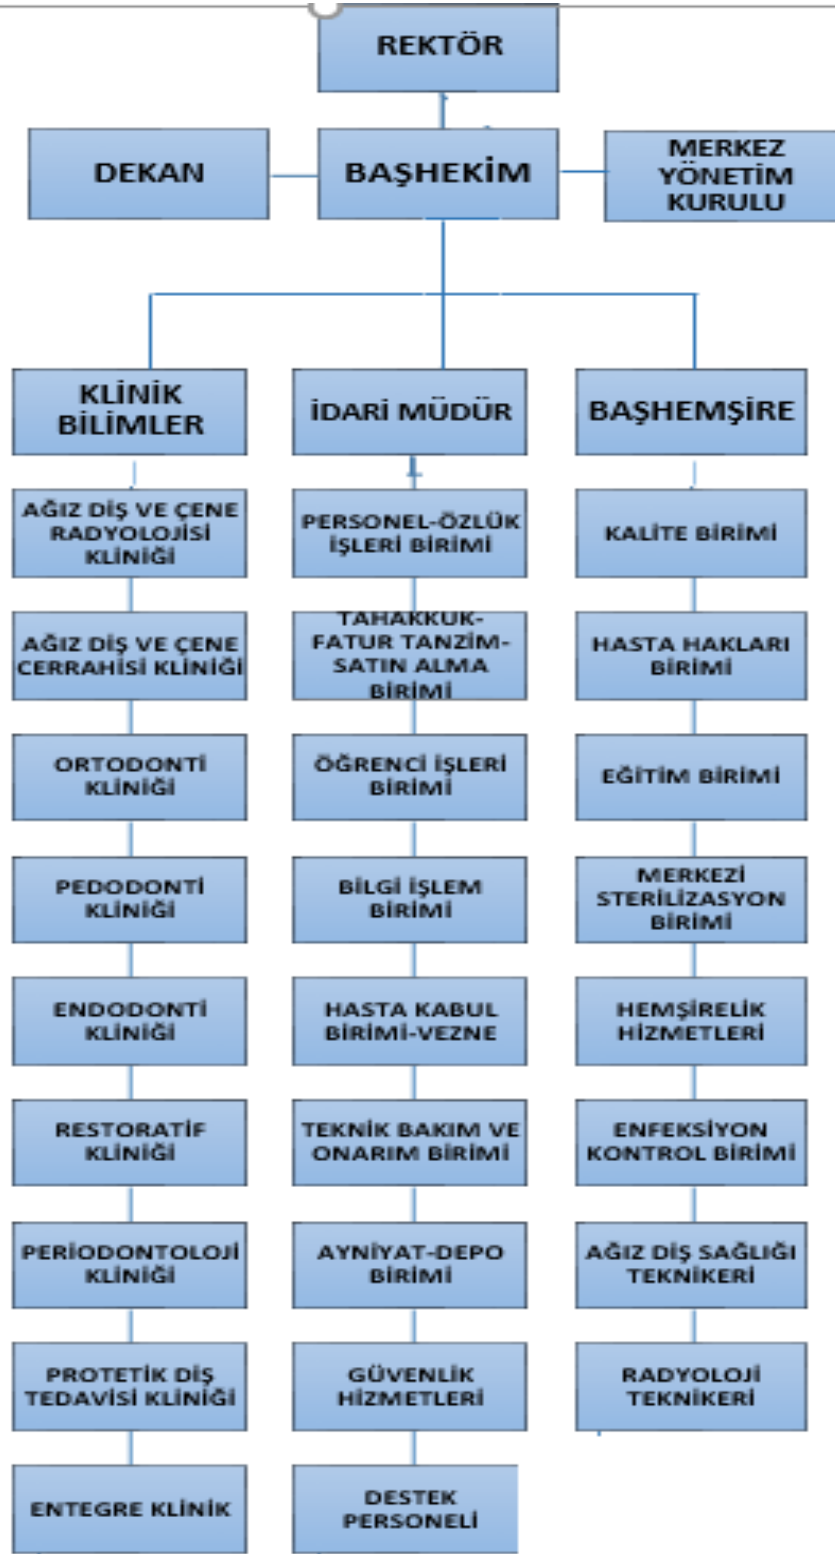 REKTÖR
DEKAN
BAŞHEKİM
MERKEZ
YÖNETİM
KURULU
KLİNİK
BİLİMLER
AĞIZ DİŞ VE ÇENE
RADYOLOJİSİ
KLİNİĞİ
AĞIZ DİŞ VE ÇENE
CERRAHİSİ KLİNİĞİ
ORTODONTİ
KLİNİĞİ
PEDODONTİ
KLİNİĞİ
ENDODONTİ
KLİNİĞİ
RESTORATİF
KLİNİĞİ
PERİODONTOLOJİ
KLİNİĞİ
PROTETİK DİŞ
TEDAVİSİ KLİNİĞİ
ENTEGRE KLİNİK
İDARİ MÜDÜR
PERSONEL-ÖZLÜK
İŞLERİ BİRİMİ
TAHAKKUK-
FATUR TANZİM-
SATIN ALMA
BİRİMİ
ÖĞRENCİ İŞLERİ
BİRİMİ
BİLGİ İŞLEM
BİRİMİ
HASTA KABUL
BİRİMİ-VEZNE
TEKNİK BAKIM VE
ONARIM BİRİMİ
AYNİYAT-DEPO
BİRİMİ
GÜVENLİK
HİZMETLERİ
DESTEK
PERSONELİ
BAŞHEMŞİRE
KALİTE BİRİMİ
HASTA HAKLARI
BİRİMİ
EĞİTİM BİRİMİ
MERKEZİ
STERİLİZASYON
BİRİMİ
HEMŞİRELİK
HİZMETLERİ
ENFEKSİYON
KONTROL BİRİMİ
AĞIZ DİŞ SAĞLIĞI
TEKNİKERİ
RADYOLOJİ
TEKNİKERİ